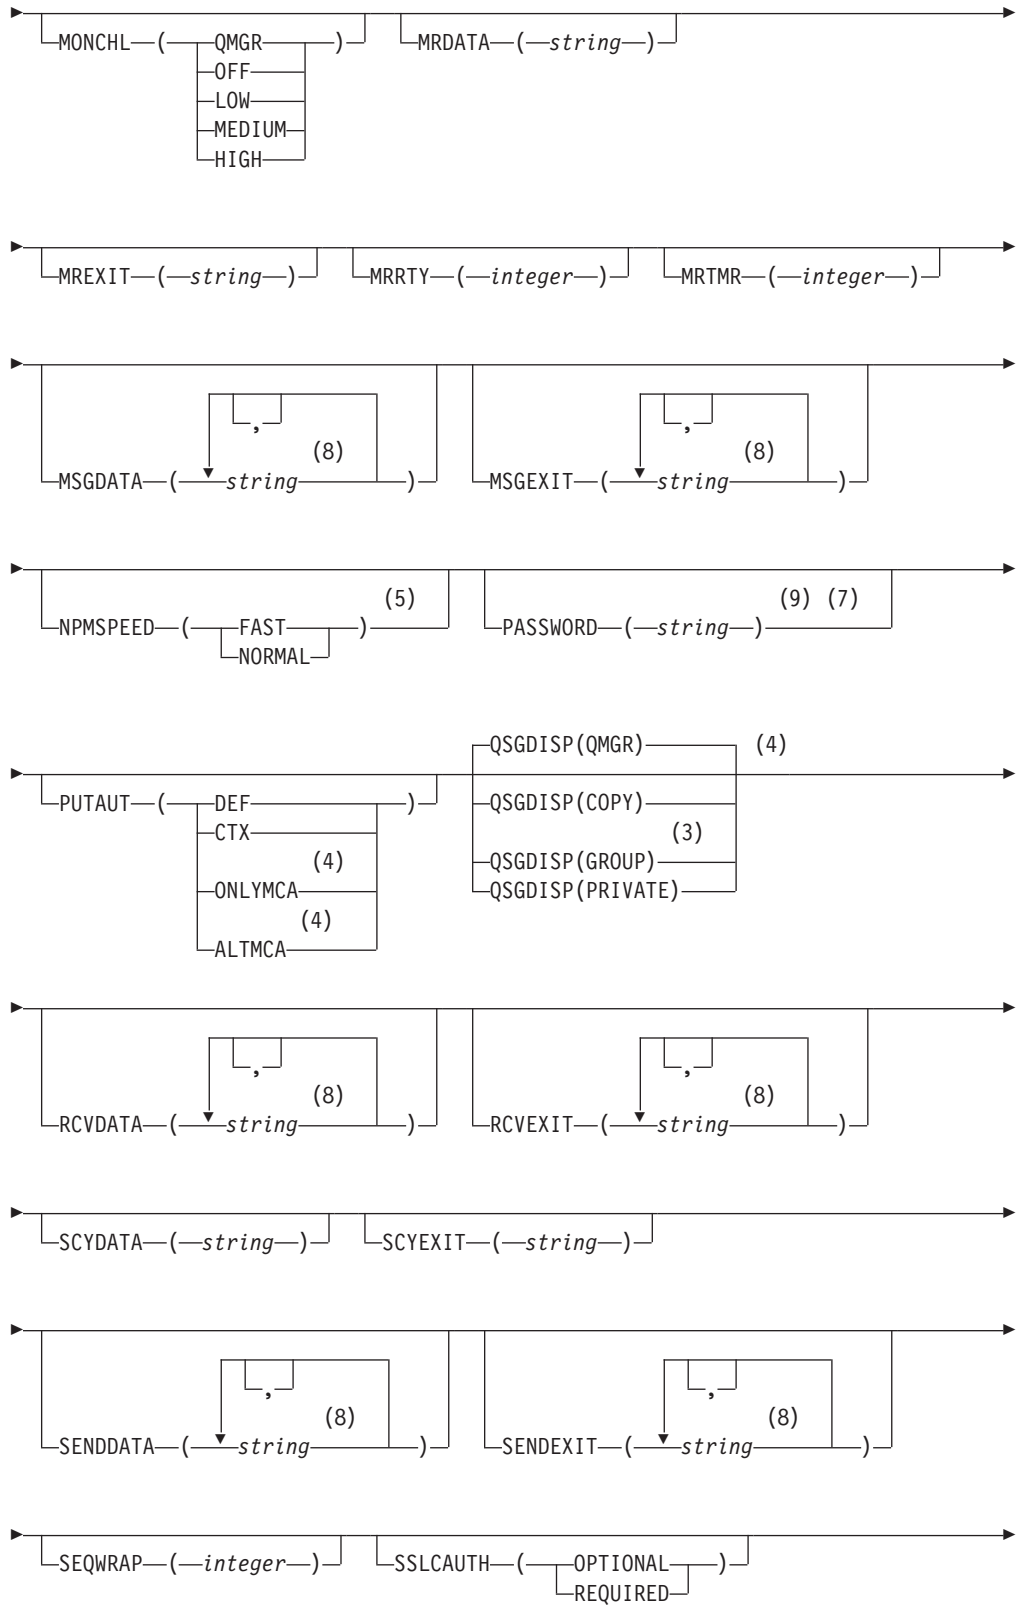 MONCHL ( QMGR ) MRDATA ( string )
OFF
LOW
MEDIUM
HIGH
MREXIT ( string ) MRRTY ( integer ) MRTMR ( integer )
, ,
(8) (8)
MSGDATA ( string ) MSGEXIT ( string )
(5) (9) (7)
NPMSPEED ( FAST ) PASSWORD ( string )
NORMAL
QSGDISP(QMGR) (4)
PUTAUT ( DEF ) QSGDISP(COPY)
CTX (3)
(4) QSGDISP(GROUP)
ONLYMCA QSGDISP(PRIVATE)
(4)
ALTMCA
, ,
(8) (8)
RCVDATA ( string ) RCVEXIT ( string )
SCYDATA ( string ) SCYEXIT ( string )
, ,
(8) (8)
SENDDATA ( string ) SENDEXIT ( string )
SEQWRAP ( integer ) SSLCAUTH ( OPTIONAL )
REQUIRED